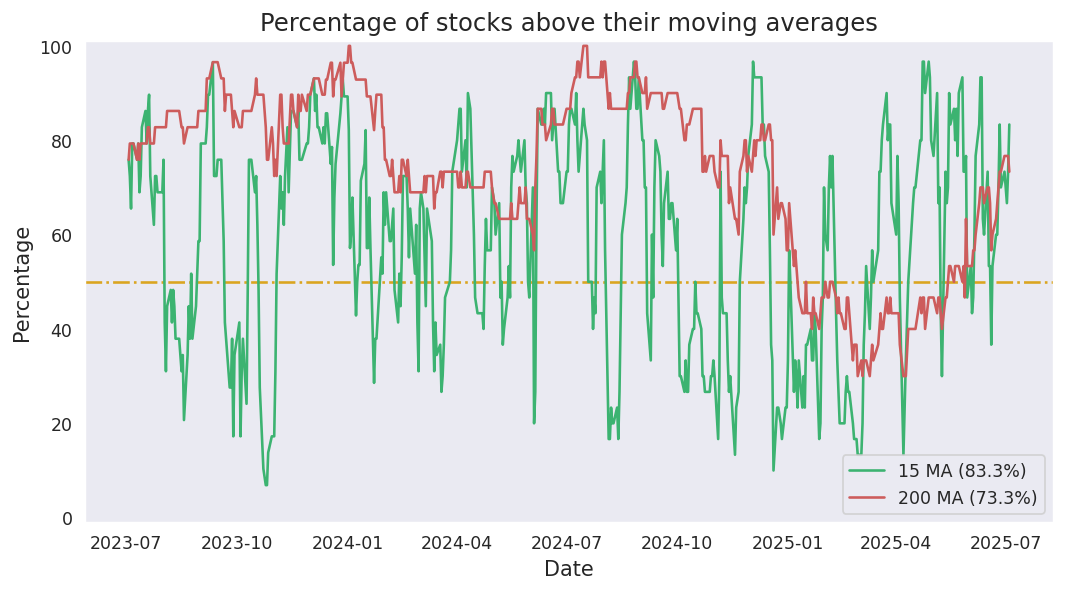 Percentage of stocks above their moving averages
Percentage
100
80
60
40
20
0
15 MA (83.3%)
200 MA (73.3%)
2023-07 2023-10 2024-01 2024-04 2024-07 2024-10 2025-01 2025-04 2025-07
Date